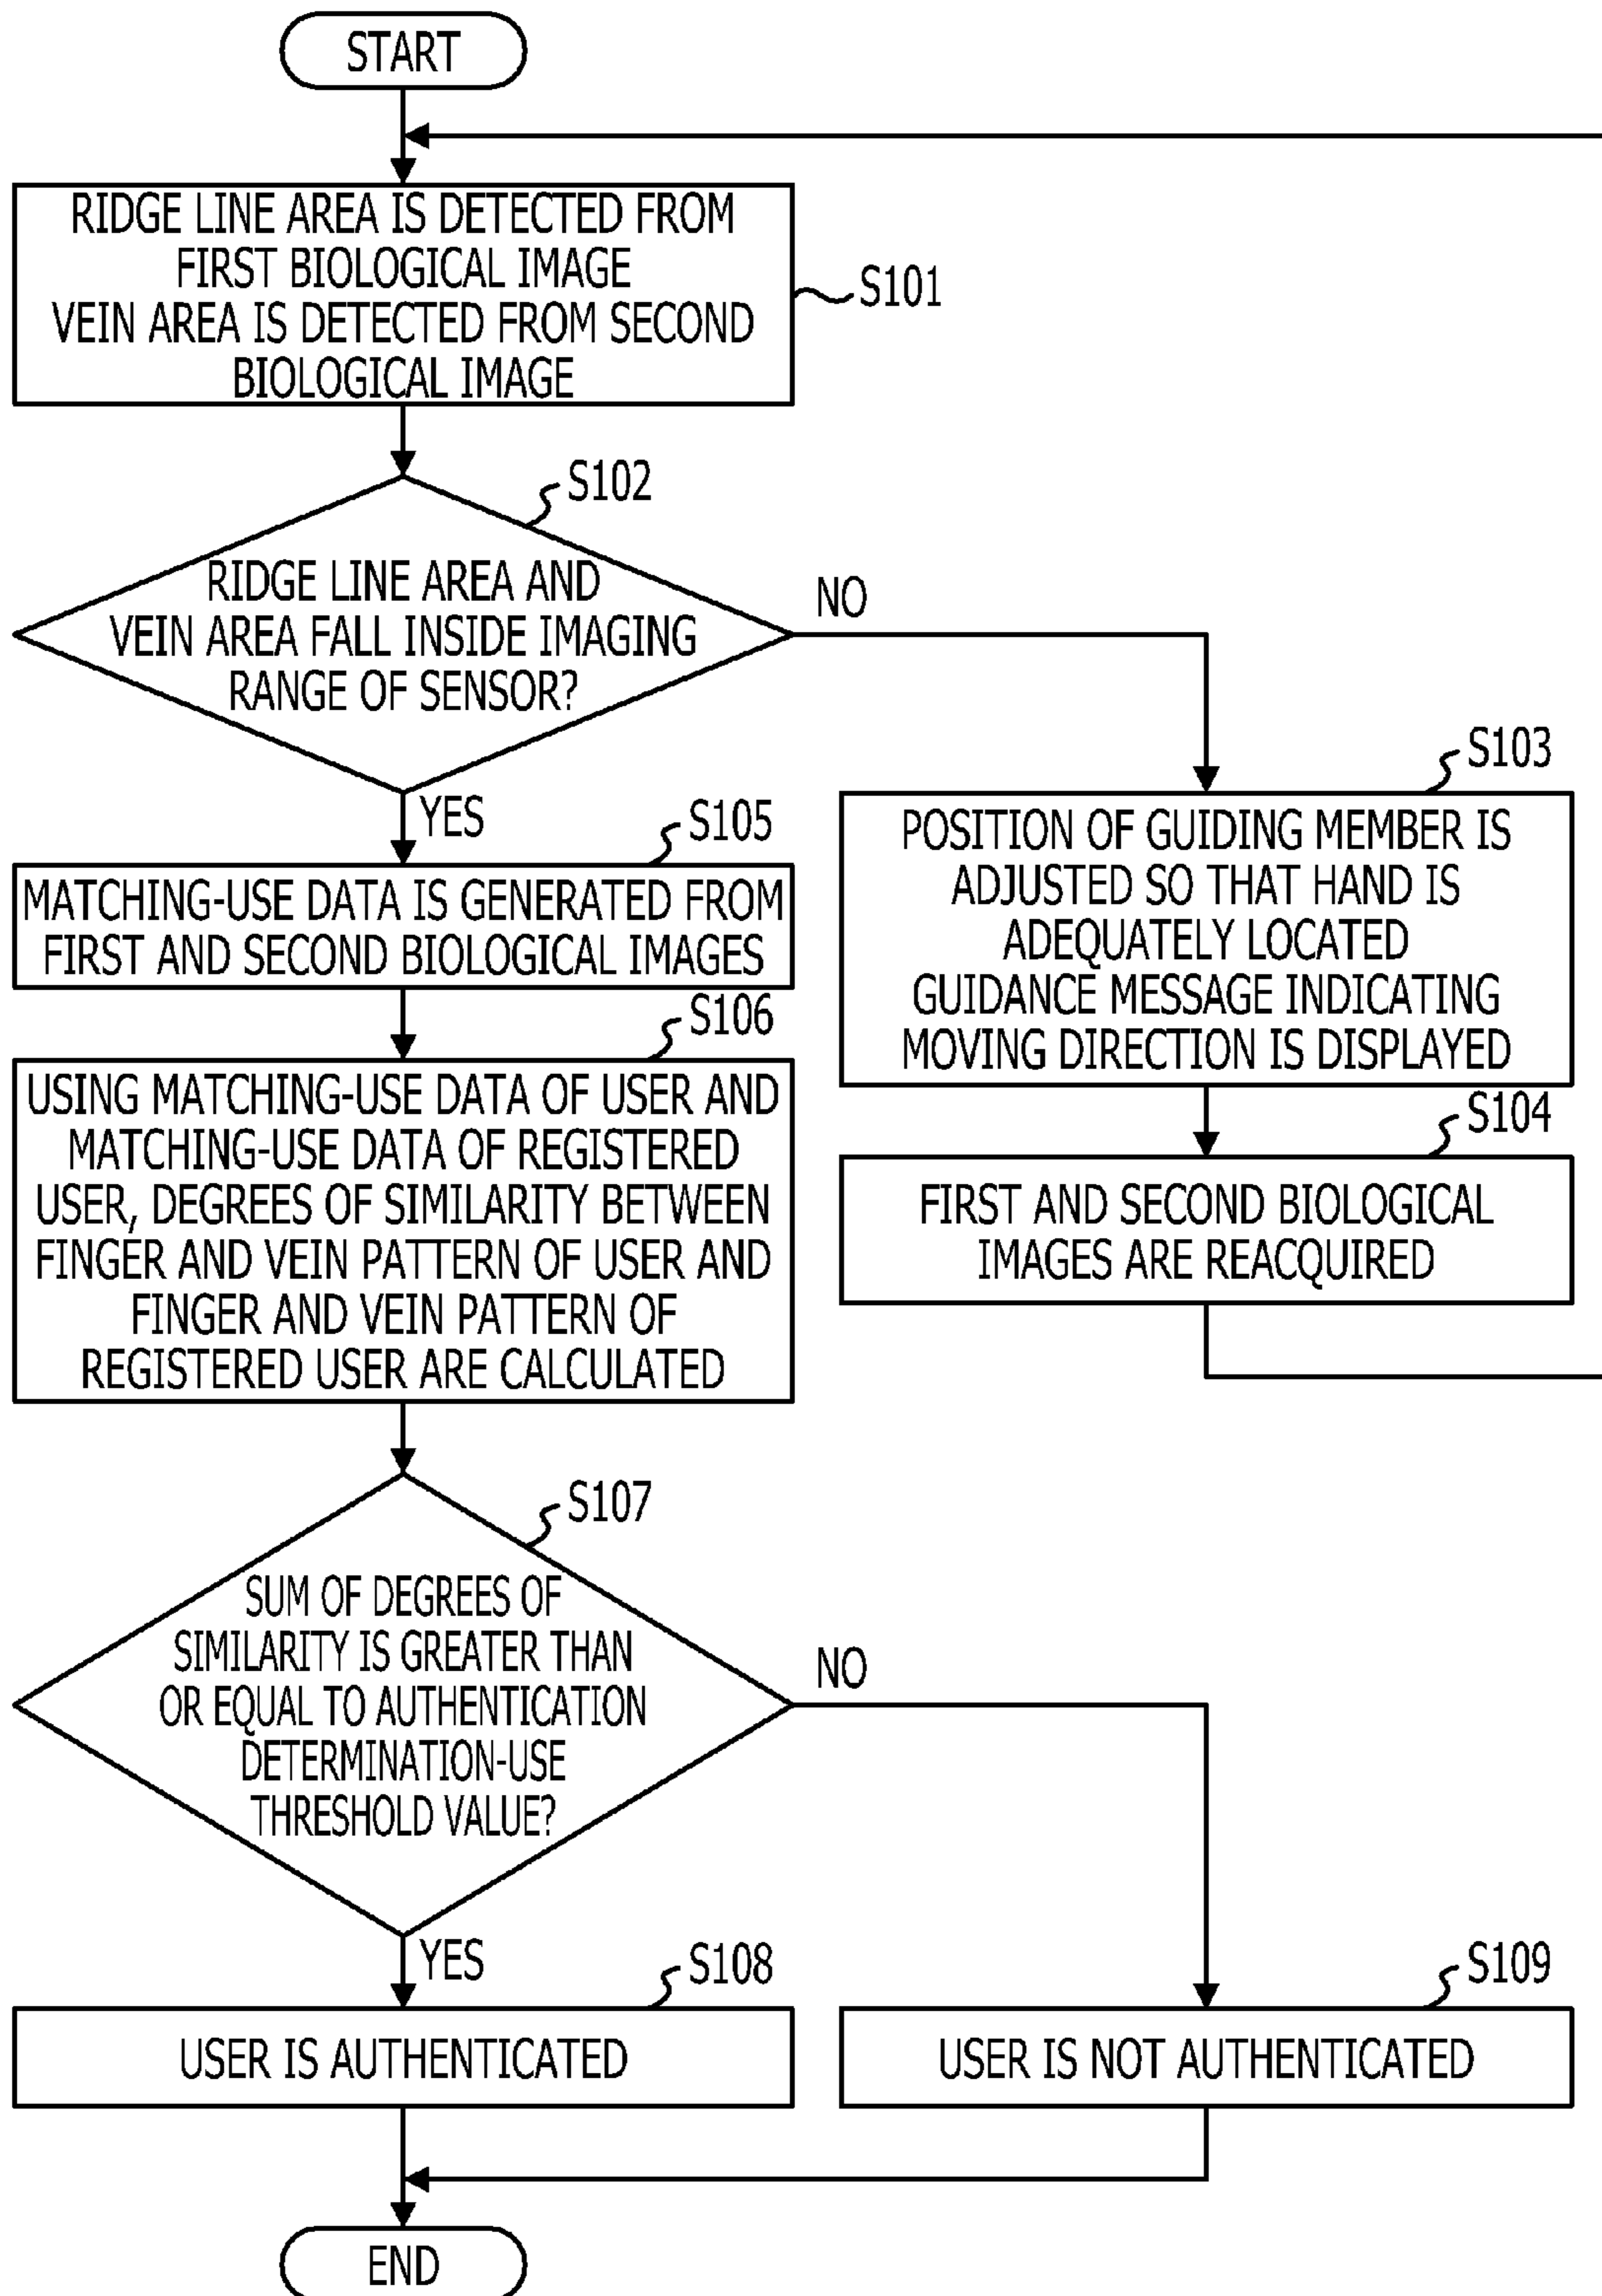 START
RIDGE LINE AREA IS DETECTED FROM
FIRST BIOLOGICAL IMAGE
VEIN AREA IS DETECTED FROM SECOND
BIOLOGICAL IMAGE
S101
S102
RIDGE LINE AREA AND
VEIN AREA FALL INSIDE IMAGING
RANGE OF SENSOR?
NO
YES
S103
POSITION OF GUIDING MEMBER IS
ADJUSTED SO THAT HAND IS
ADEQUATELY LOCATED
GUIDANCE MESSAGE INDICATING
MOVING DIRECTION IS DISPLAYED
S104
FIRST AND SECOND BIOLOGICAL
IMAGES ARE REACQUIRED
S105
MATCHING-USE DATA IS GENERATED FROM
FIRST AND SECOND BIOLOGICAL IMAGES
S106
USING MATCHING-USE DATA OF USER AND
MATCHING-USE DATA OF REGISTERED
USER, DEGREES OF SIMILARITY BETWEEN
FINGER AND VEIN PATTERN OF USER AND
FINGER AND VEIN PATTERN OF
REGISTERED USER ARE CALCULATED
S107
SUM OF DEGREES OF
SIMILARITY IS GREATER THAN
OR EQUAL TO AUTHENTICATION
DETERMINATION-USE
THRESHOLD VALUE?
NO
YES
S108
USER IS AUTHENTICATED
S109
USER IS NOT AUTHENTICATED
END